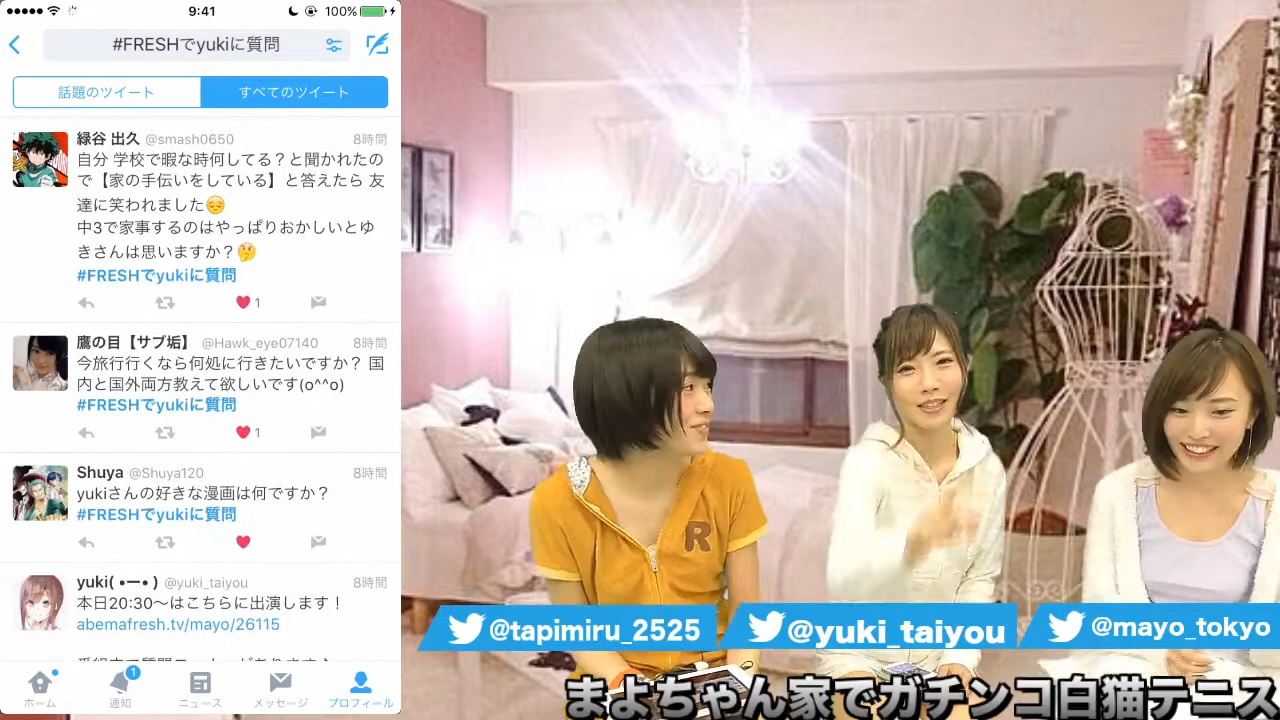 9:41
100%
#FRESHでyukiに質問
話題のツイート
すべてのツイート
緑谷 出久 @smash0650 8時間
自分 学校で暇な時何してる？と聞かれたの
で【家の手伝いをしている】と答えたら 友
達に笑われました😔
中3で家事するのはやっぱりおかしいとゆ
きさんは思いますか？🤔
#FRESHでyukiに質問
1
鷹の目【サブ垢】 @Hawk_eye07140 8時間
今旅行行くなら何処に行きたいですか？ 国
内と国外両方教えて欲しいです(o^^o)
#FRESHでyukiに質問
1
Shuya @Shuya120 8時間
yukiさんの好きな漫画は何ですか？
#FRESHでyukiに質問
yuki( •ー• ) @yuki_taiyou 8時間
本日20:30〜はこちらに出演します！
abemafresh.tv/mayo/26115
1
ホーム
通知
ニュース
メッセージ
プロフィール
R
@tapimiru_2525
@yuki_taiyou
@mayo_tokyo
まよちゃん家でガチンコ白猫テニス